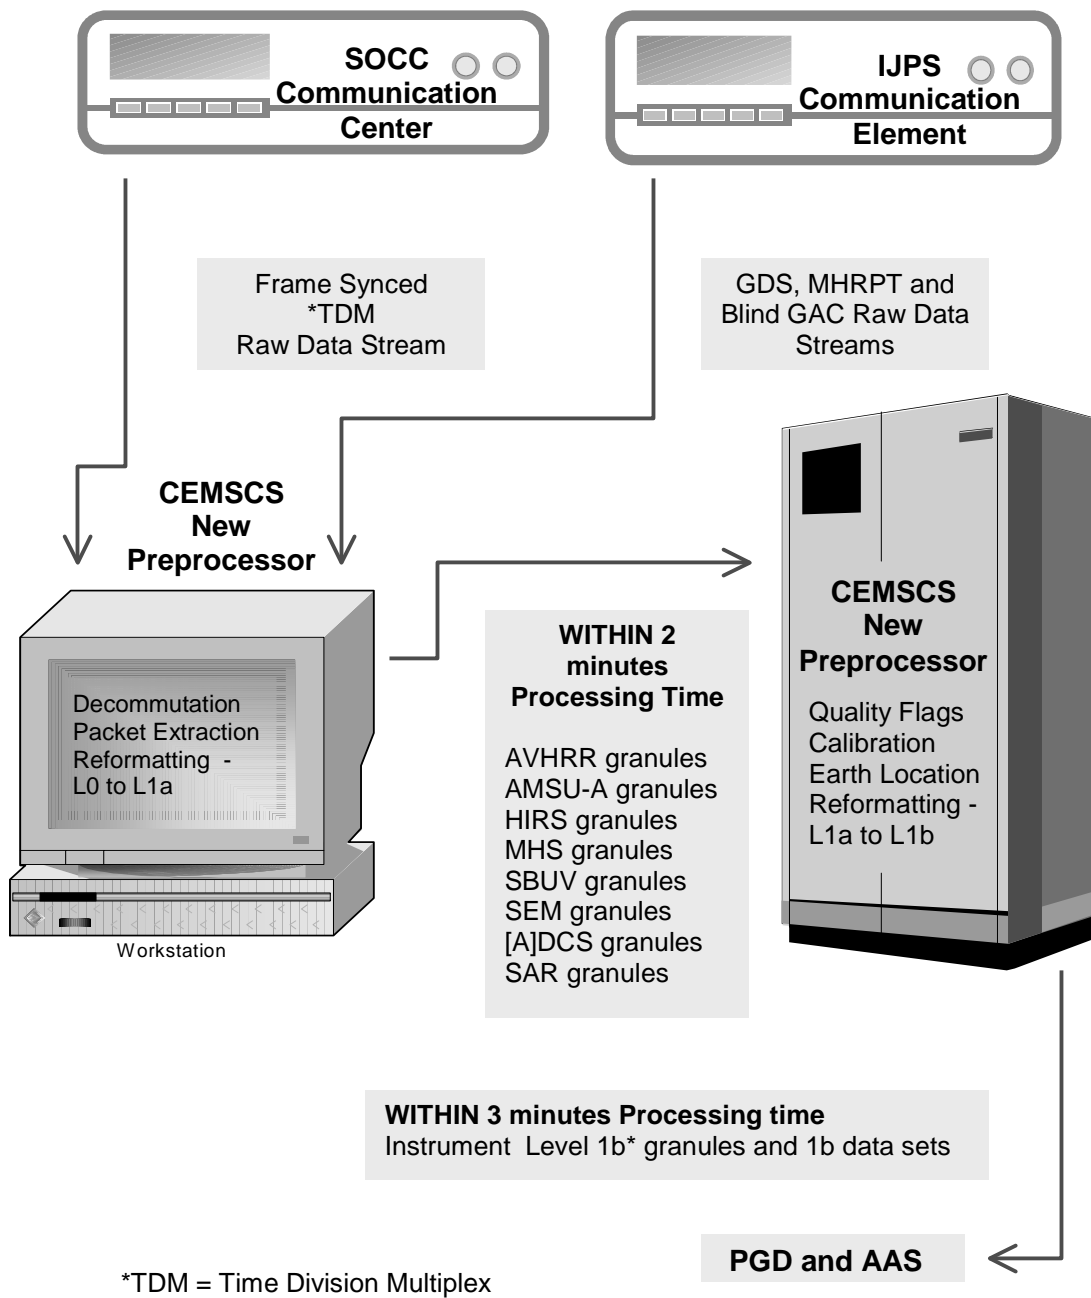 SOCC
Communication
Center
IJPS
Communication
Element
Frame Synced
*TDM
Raw Data Stream
GDS, MHRPT and
Blind GAC Raw Data
Streams
CEMSCS
New
Preprocessor
Decommutation
Packet Extraction
Reformatting -
L0 to L1a
Workstation
WITHIN 2
minutes
Processing Time
AVHRR granules
AMSU-A granules
HIRS granules
MHS granules
SBUV granules
SEM granules
[A]DCS granules
SAR granules
CEMSCS
New
Preprocessor
Quality Flags
Calibration
Earth Location
Reformatting -
L1a to L1b
WITHIN 3 minutes Processing time
Instrument Level 1b* granules and 1b data sets
PGD and AAS
*TDM = Time Division Multiplex